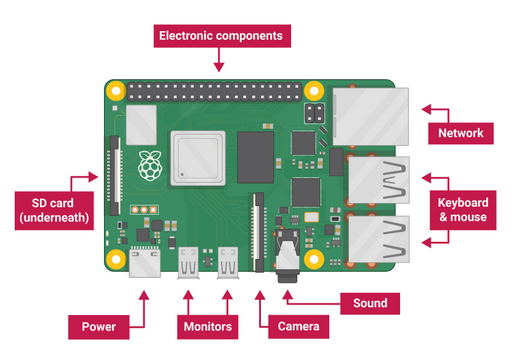 Electronic components
Network
SD card
(underneath)
Keyboard
& mouse
Sound
Power
Monitors
Camera